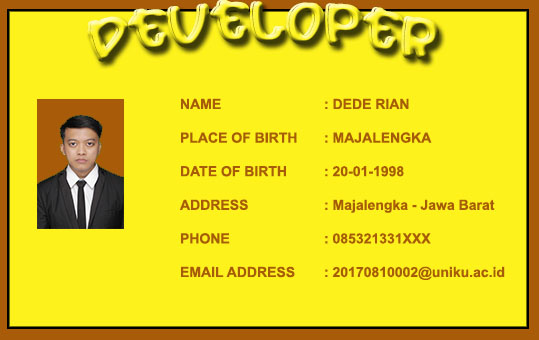 DEVELOPER
NAME : DEDE RIAN
PLACE OF BIRTH : MAJALENGKA
DATE OF BIRTH : 20-01-1998
ADDRESS : Majalengka - Jawa Barat
PHONE : 085321331XXX
EMAIL ADDRESS : 20170810002@uniku.ac.id